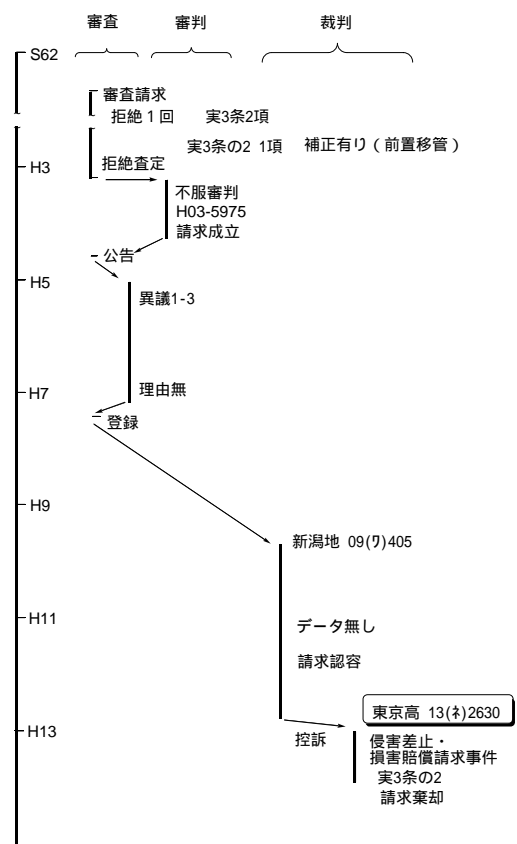 審査 審判 裁判
S62
審査請求
拒絶1回 実3条2項
実3条の2 1項 補正有り(前置移管)
H3
拒絶査定
不服審判
H03-5975
請求成立
公告
H5
異議1-3
H7
理由無
登録
H9
新潟地 09(ワ)405
H11
データ無し
請求認容
東京高 13(ネ)2630
H13
控訴
侵害差止・
損害賠償請求事件
実3条の2
請求棄却